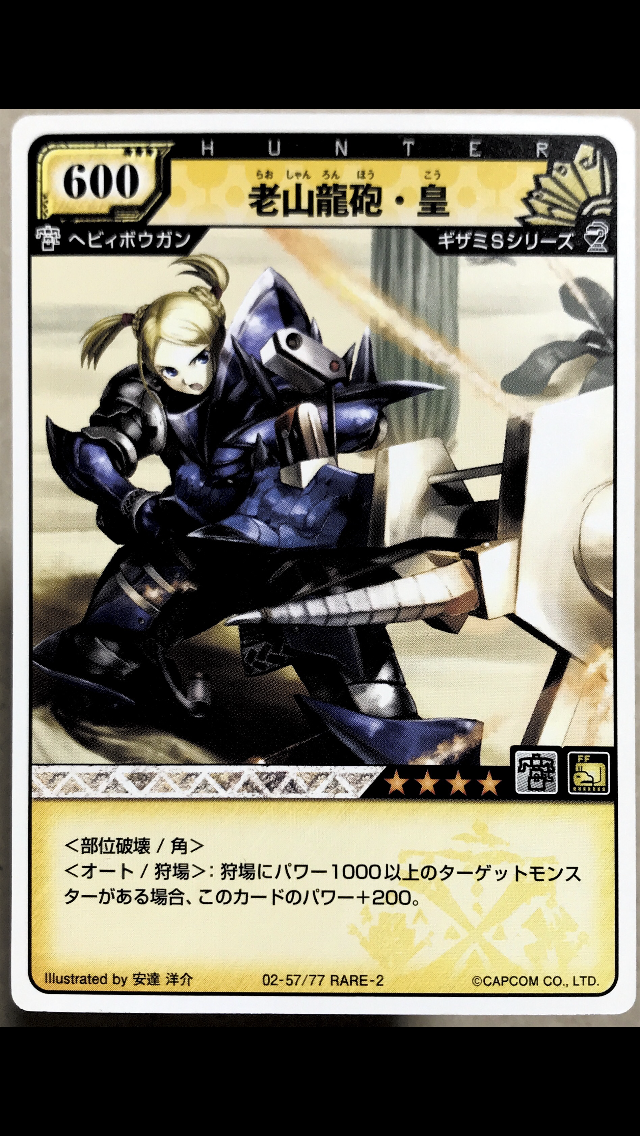 HUNTER
600
らお しゃん ろん ほう こう
老山龍砲・皇
ヘビィボウガン
ギザミSシリーズ
★★★★
FF
<部位破壊 / 角>
<オート / 狩場>: 狩場にパワー1000以上のターゲットモンス
ターがある場合、このカードのパワー+200。
Illustrated by 安達 洋介 02-57/77 RARE-2 ©CAPCOM CO., LTD.